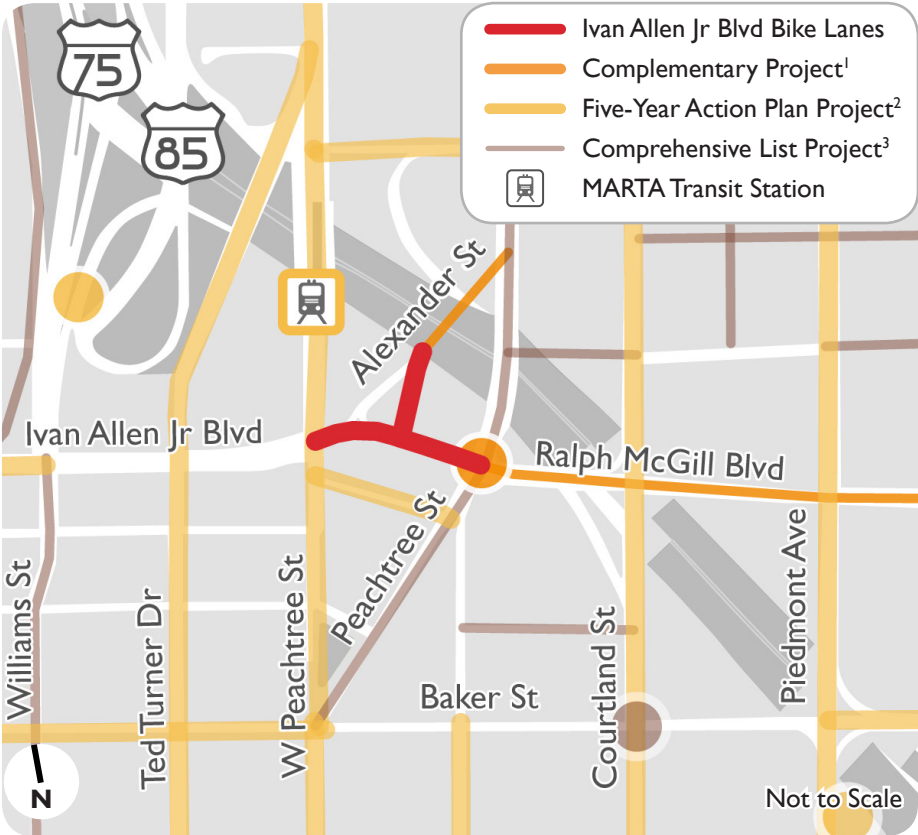 Ivan Allen Jr Blvd Bike Lanes
Complementary Project¹
Five-Year Action Plan Project²
Comprehensive List Project³
MARTA Transit Station
75
85
Alexander St
Ivan Allen Jr Blvd
Ralph McGill Blvd
Peachtree St
Williams St
Ted Turner Dr
W Peachtree St
Baker St
Courtland St
Piedmont Ave
N
Not to Scale